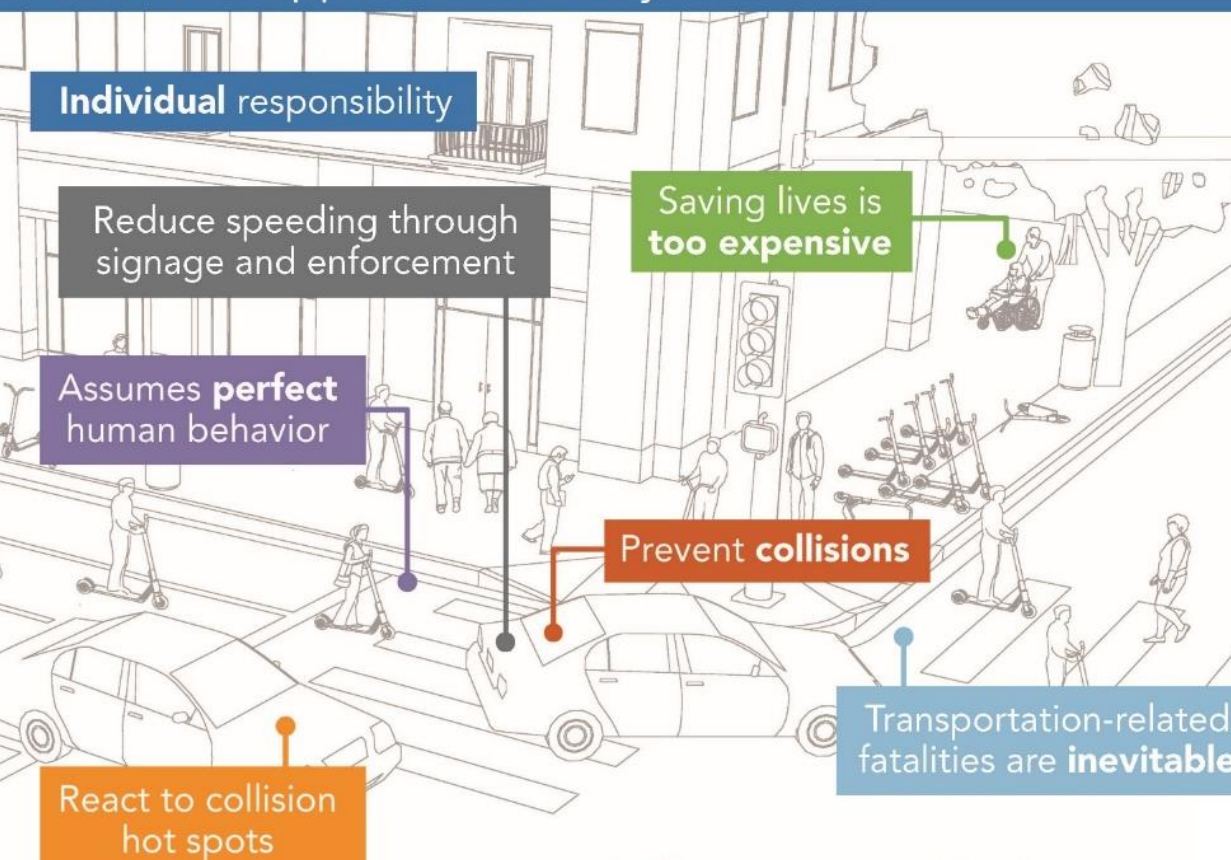 Individual responsibility
Reduce speeding through
signage and enforcement
Saving lives is
too expensive
Assumes perfect
human behavior
Prevent collisions
Transportation-related
fatalities are inevitable
React to collision
hot spots